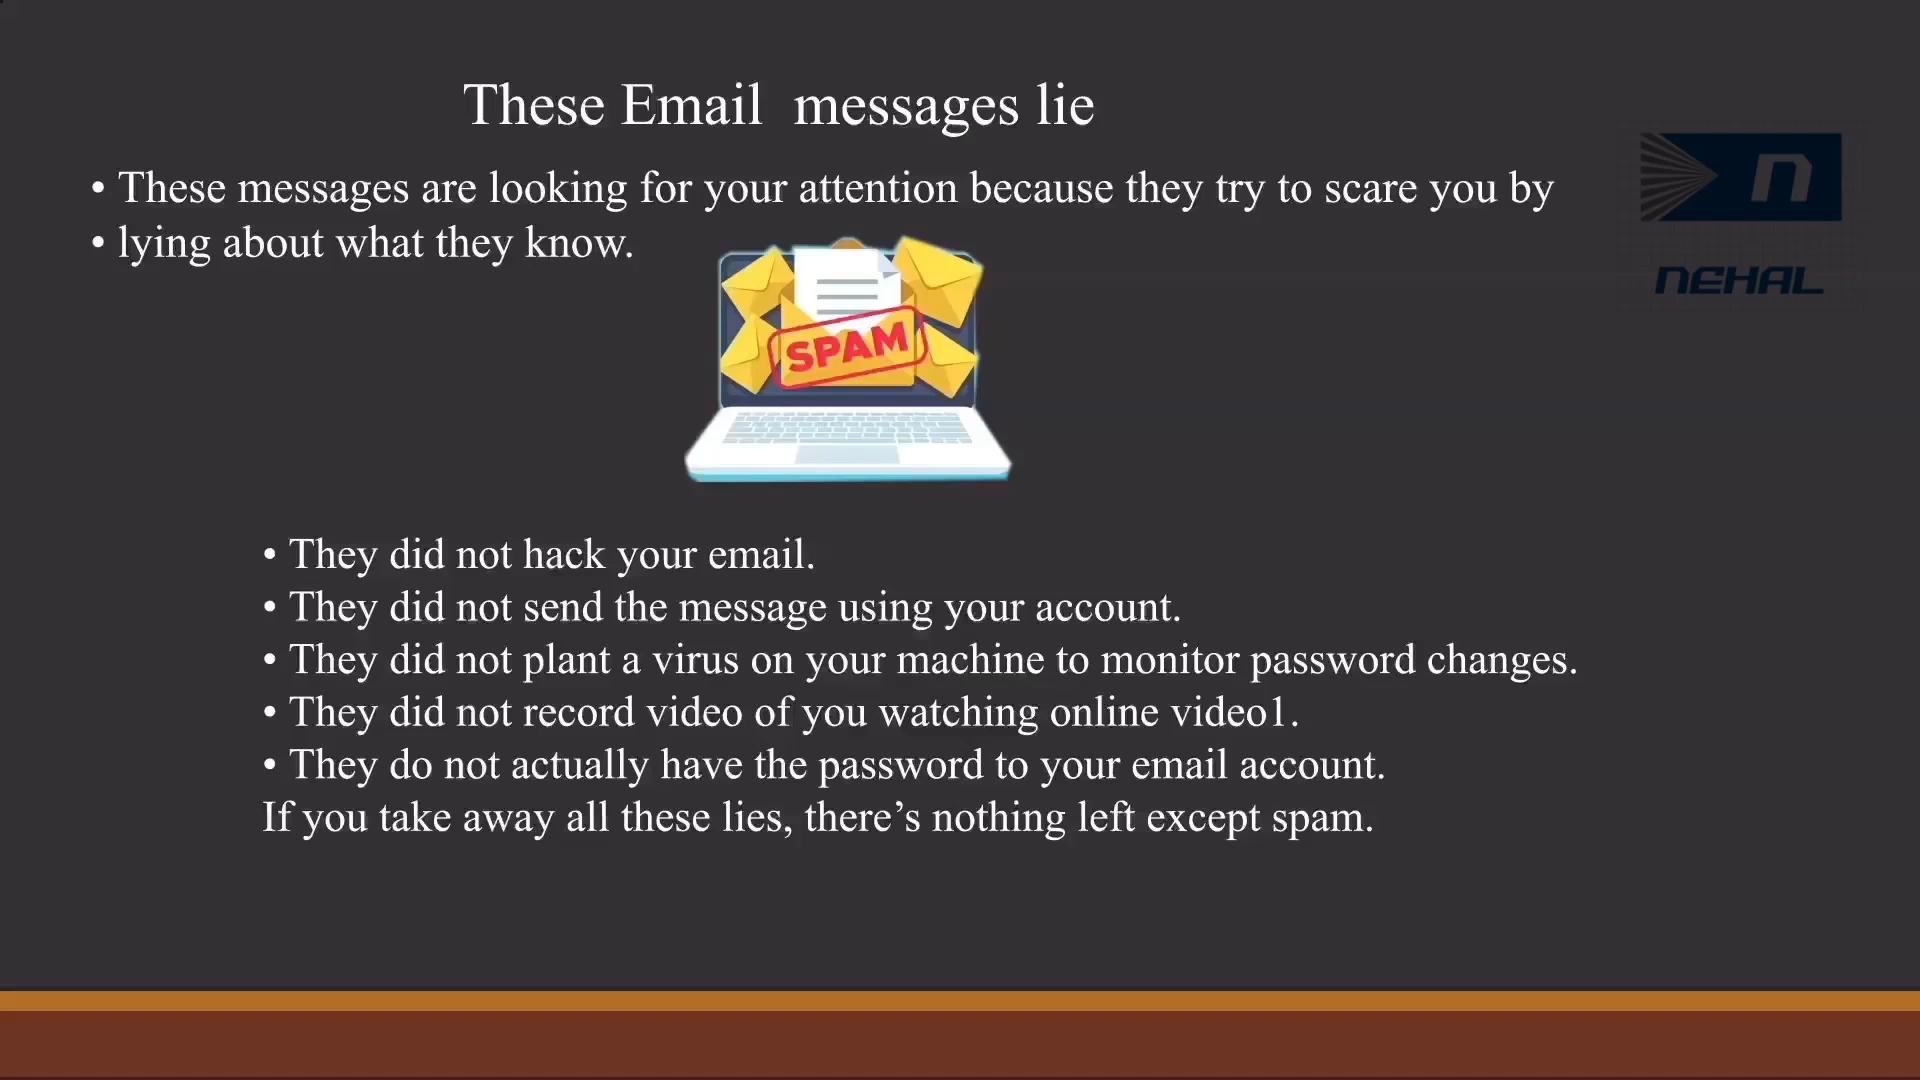 These Email  messages lie
• These messages are looking for your attention because they try to scare you by
• lying about what they know.
n
NEHAL
SPAM
• They did not hack your email.
• They did not send the message using your account.
• They did not plant a virus on your machine to monitor password changes.
• They did not record video of you watching online video1.
• They do not actually have the password to your email account.
If you take away all these lies, there’s nothing left except spam.